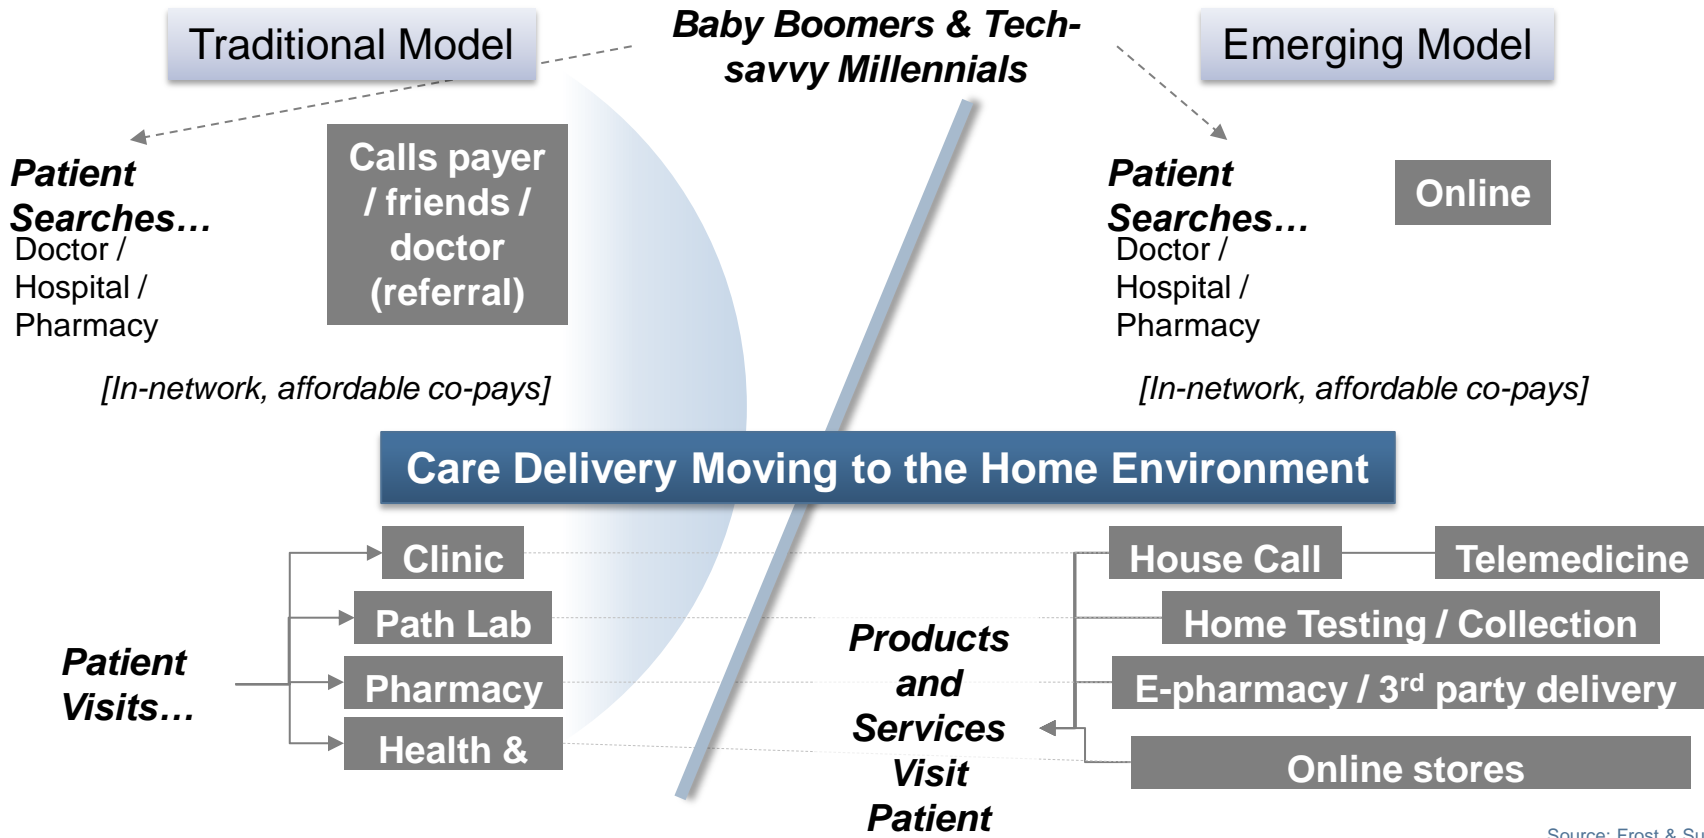 Traditional Model
Baby Boomers & Tech-
savvy Millennials
Emerging Model
Patient
Searches…
Doctor /
Hospital /
Pharmacy
Calls payer
/ friends /
doctor
(referral)
[In-network, affordable co-pays]
Patient
Searches…
Doctor /
Hospital /
Pharmacy
Online
[In-network, affordable co-pays]
Care Delivery Moving to the Home Environment
Patient
Visits…
Clinic
Path Lab
Pharmacy
Health &
Products
and
Services
Visit
Patient
House Call
Telemedicine
Home Testing / Collection
E-pharmacy / 3rd party delivery
Online stores
Source: Frost &